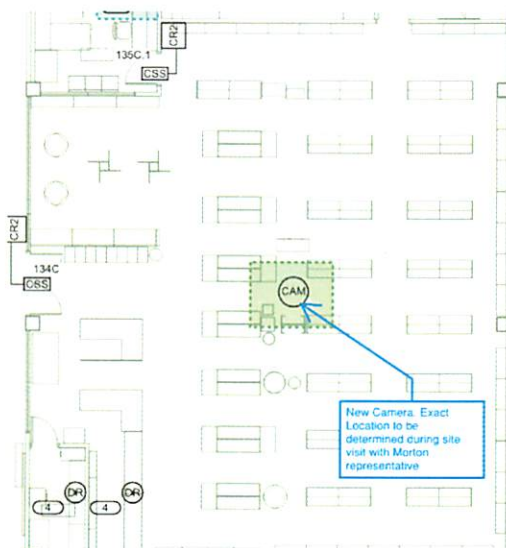 CR2
135C.1
CSS
CR2
134C
CSS
CAM
New Camera. Exact
Location to be
determined during site
visit with Morton
representative
DR
DR
4
4